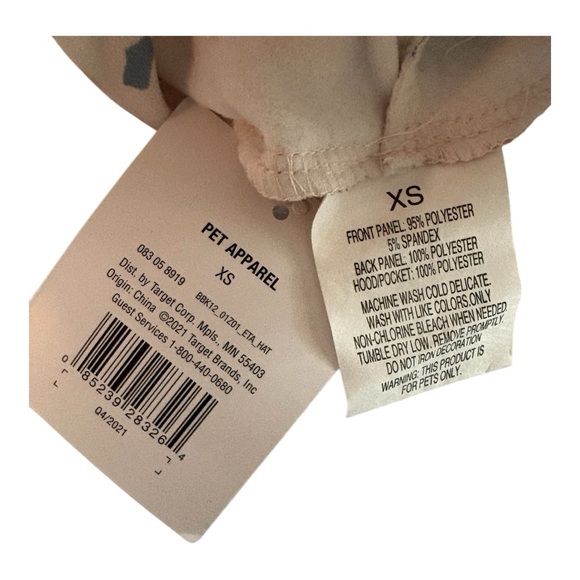 PET APPAREL
XS
BBK12_01Z01_ETA_HAT
083 05 8919
Dist. by Target Corp. Mpls., MN 55403
Origin: China ©2021 Target Brands, Inc
Guest Services 1-800-440-0680
0 85239 28326 4
Q4/2021
XS
FRONT PANEL: 95% POLYESTER
5% SPANDEX
BACK PANEL: 100% POLYESTER
HOOD/POCKET: 100% POLYESTER
MACHINE WASH COLD DELICATE.
WASH WITH LIKE COLORS.ONLY
NON-CHLORINE BLEACH WHEN NEEDED.
TUMBLE DRY LOW, REMOVE PROMPTLY.
DO NOT IRON DECORATION
WARNING: THIS PRODUCT IS
FOR PETS ONLY.